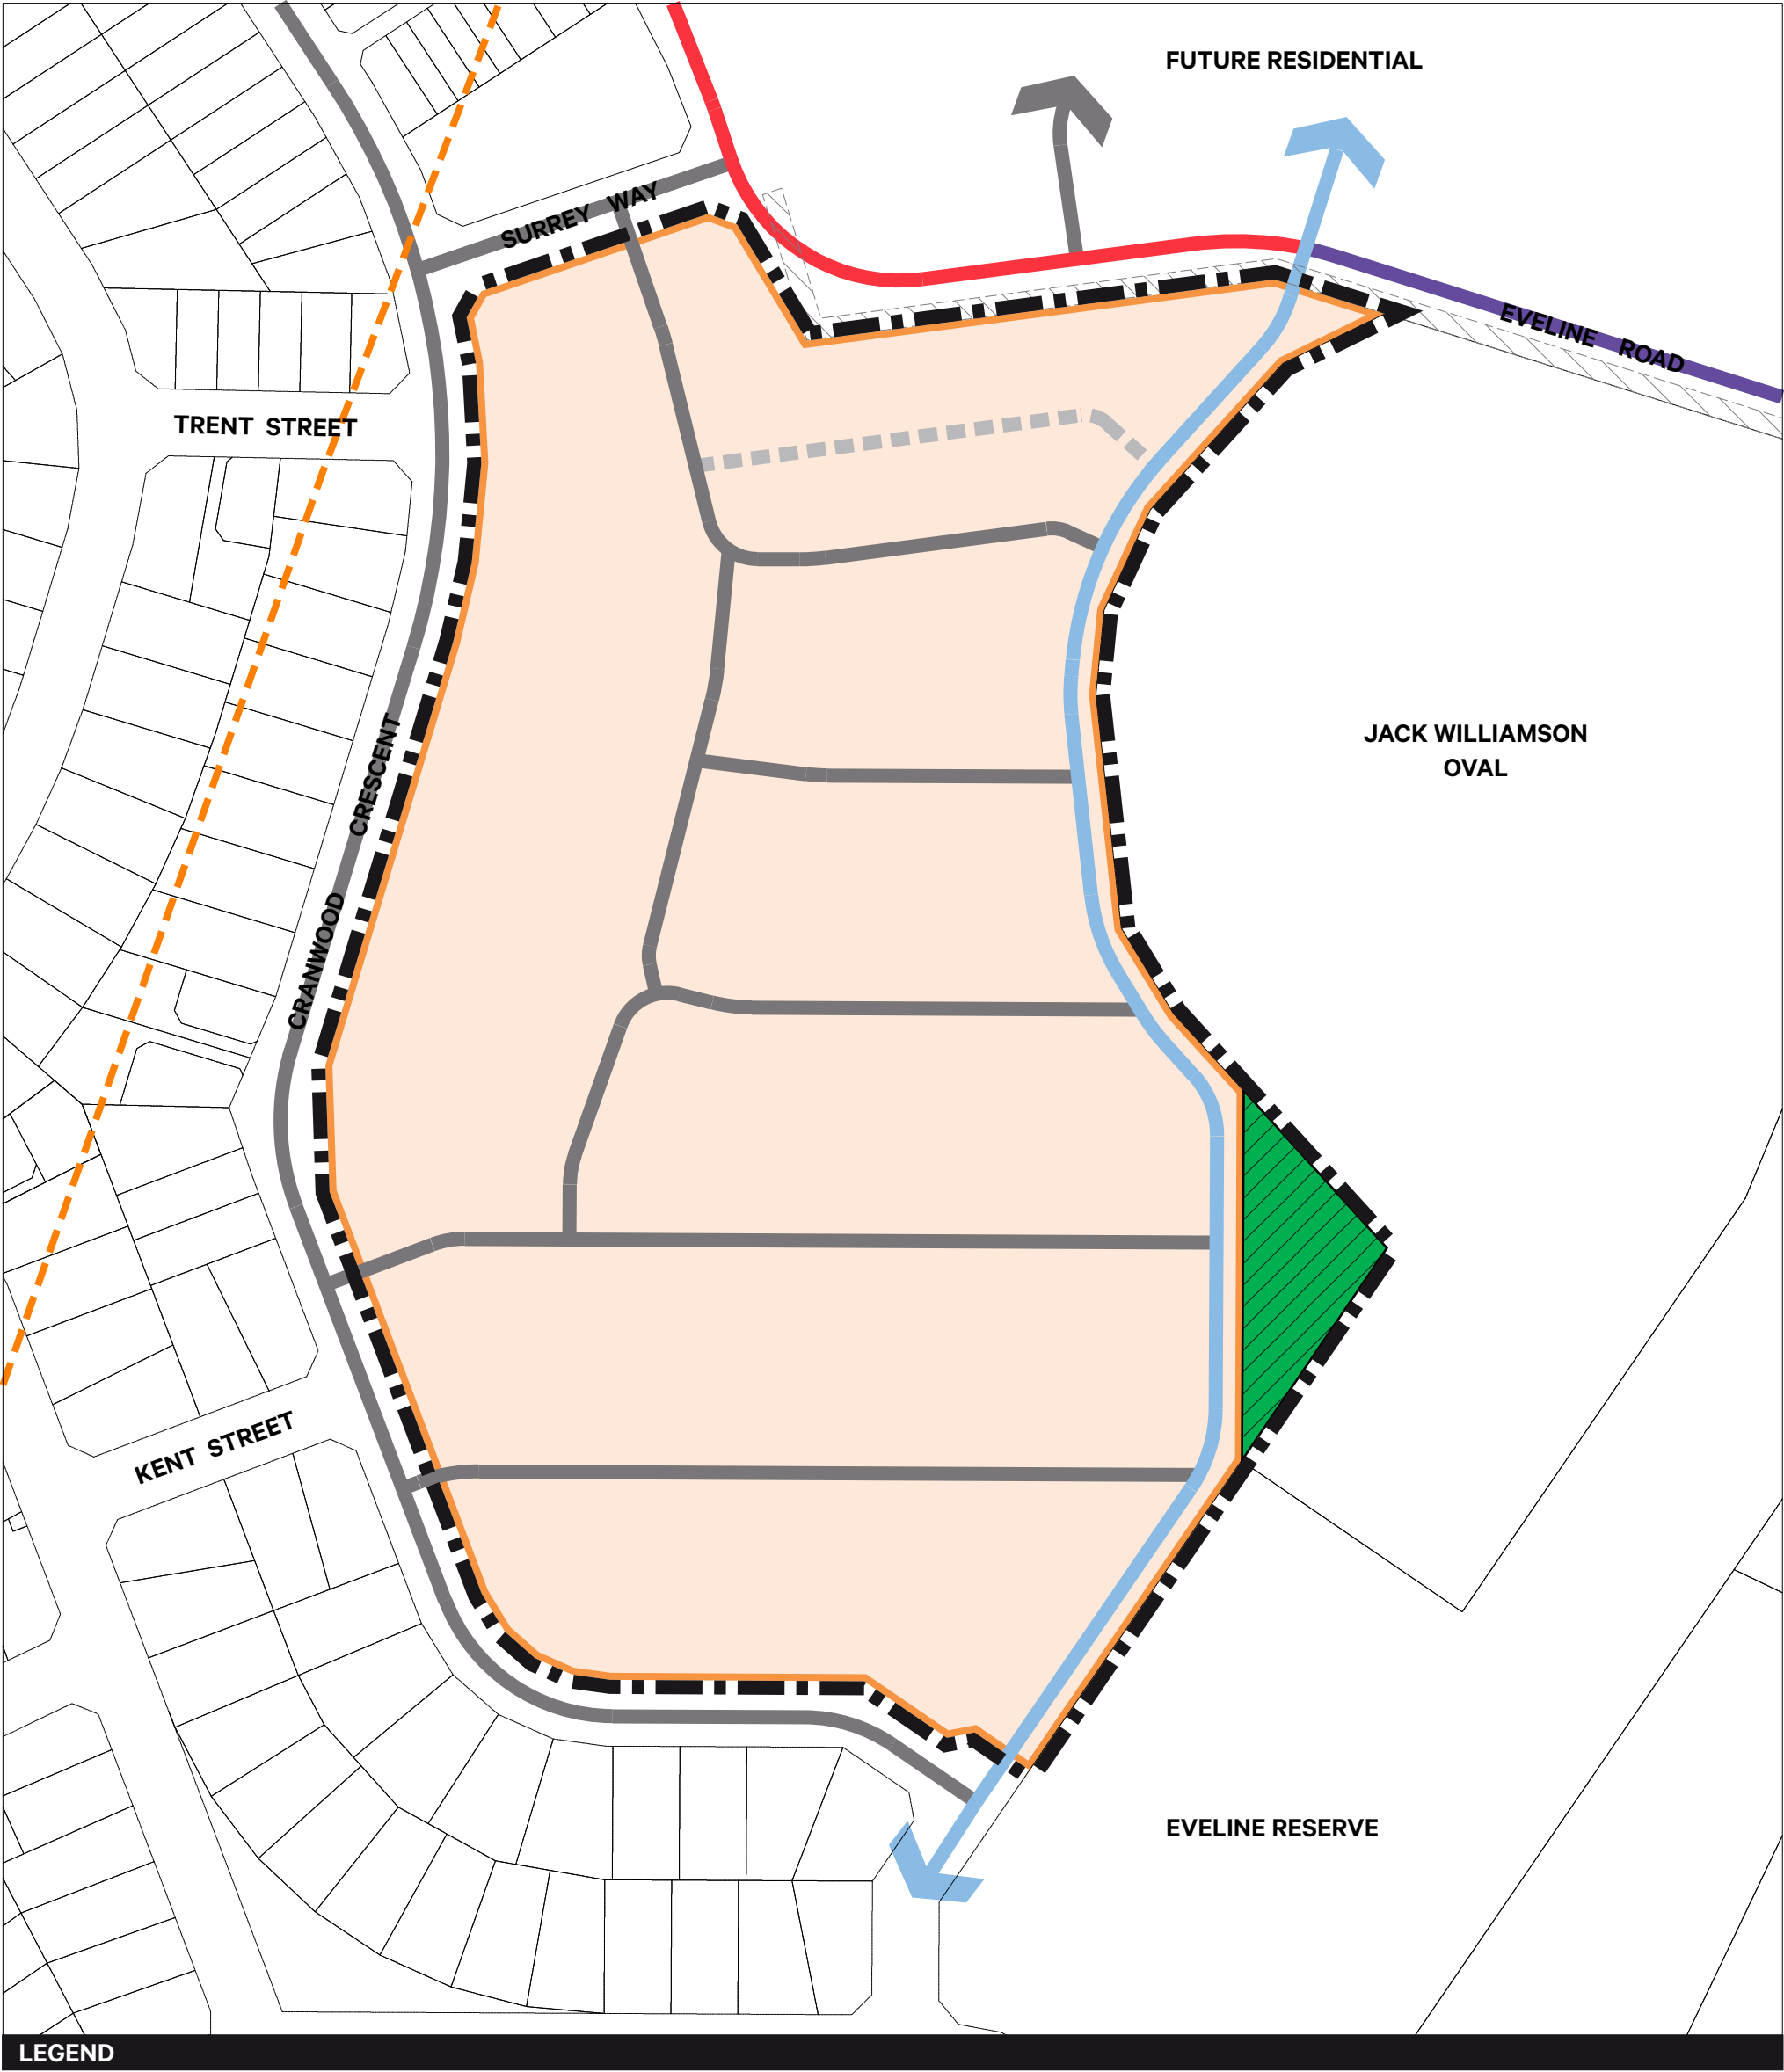 FUTURE RESIDENTIAL
SURREY WAY
EVELINE ROAD
TRENT STREET
JACK WILLIAMSON
OVAL
CRANWOOD CRESCENT
KENT STREET
EVELINE RESERVE
LEGEND